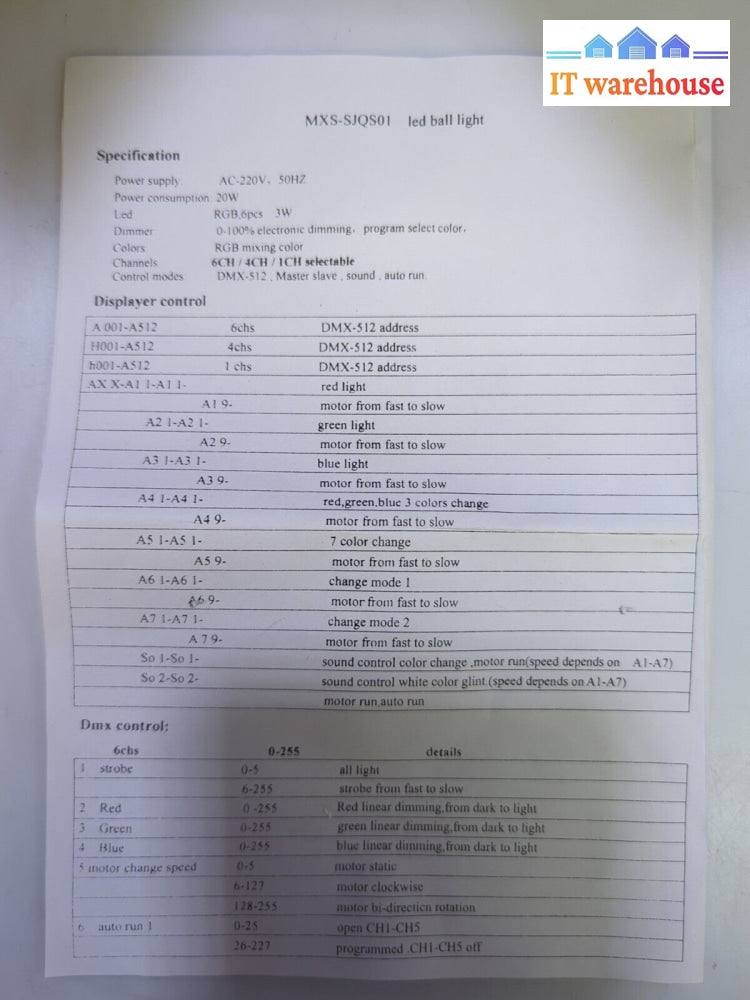 IT warehouse
MXS-SJQS01 led ball light
Specification
Power supply AC-220V、50HZ
Power consumption 20W
Led RGB,6pcs 3W
Dimmer 0-100% electronic dimming、program select color、
Colors RGB mixing color
Channels 6CH / 4CH / 1CH selectable
Control modes DMX-512 、Master slave , sound , auto run
Displayer control
A 001-A512 6chs DMX-512 address
H001-A512 4chs DMX-512 address
h001-A512 1 chs DMX-512 address
AX X-A1 1-A1 1- red light
A1 9- motor from fast to slow
A2 1-A2 1- green light
A2 9- motor from fast to slow
A3 1-A3 1- blue light
A3 9- motor from fast to slow
A4 1-A4 1- red,green,blue 3 colors change
A4 9- motor from fast to slow
A5 1-A5 1- 7 color change
A5 9- motor from fast to slow
A6 1-A6 1- change mode 1
A6 9- motor from fast to slow
A7 1-A7 1- change mode 2
A 7 9- motor from fast to slow
So 1-So 1- sound control color change ,motor run(speed depends on A1-A7)
So 2-So 2- sound control white color glint.(speed depends on A1-A7)
motor run,auto run
Dmx control:
6chs 0-255 details
1 strobe 0-5 all light
6-255 strobe from fast to slow
2 Red 0 -255 Red linear dimming,from dark to light
3 Green 0-255 green linear dimming,from dark to light
4 Blue 0-255 blue linear dimming,from dark to light
5 motor change speed 0-5 motor static
6-127 motor clockwise
128-255 motor bi-direction rotation
6 auto run 1 0-25 open CH1-CH5
26-227 programmed .CH1-CH5 off